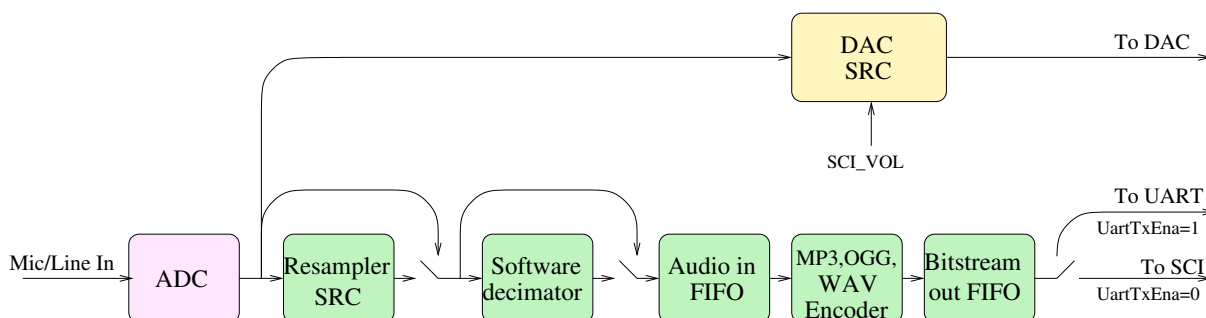 DAC
SRC
To DAC
SCI_VOL
To UART
UartTxEna=1
Mic/Line In
ADC
Resampler
SRC
Software
decimator
Audio in
FIFO
MP3,OGG,
WAV
Encoder
Bitstream
out FIFO
To SCI
UartTxEna=0